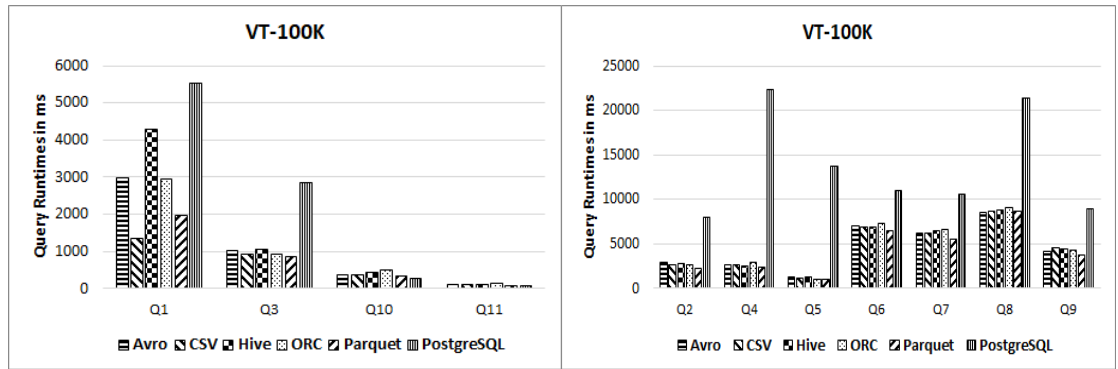 VT-100K
Query Runtimes in ms
6000
5000
4000
3000
2000
1000
0
Q1 Q3 Q10 Q11
Avro CSV Hive ORC Parquet PostgreSQL
VT-100K
Query Runtimes in ms
25000
20000
15000
10000
5000
0
Q2 Q4 Q5 Q6 Q7 Q8 Q9
Avro CSV Hive ORC Parquet PostgreSQL